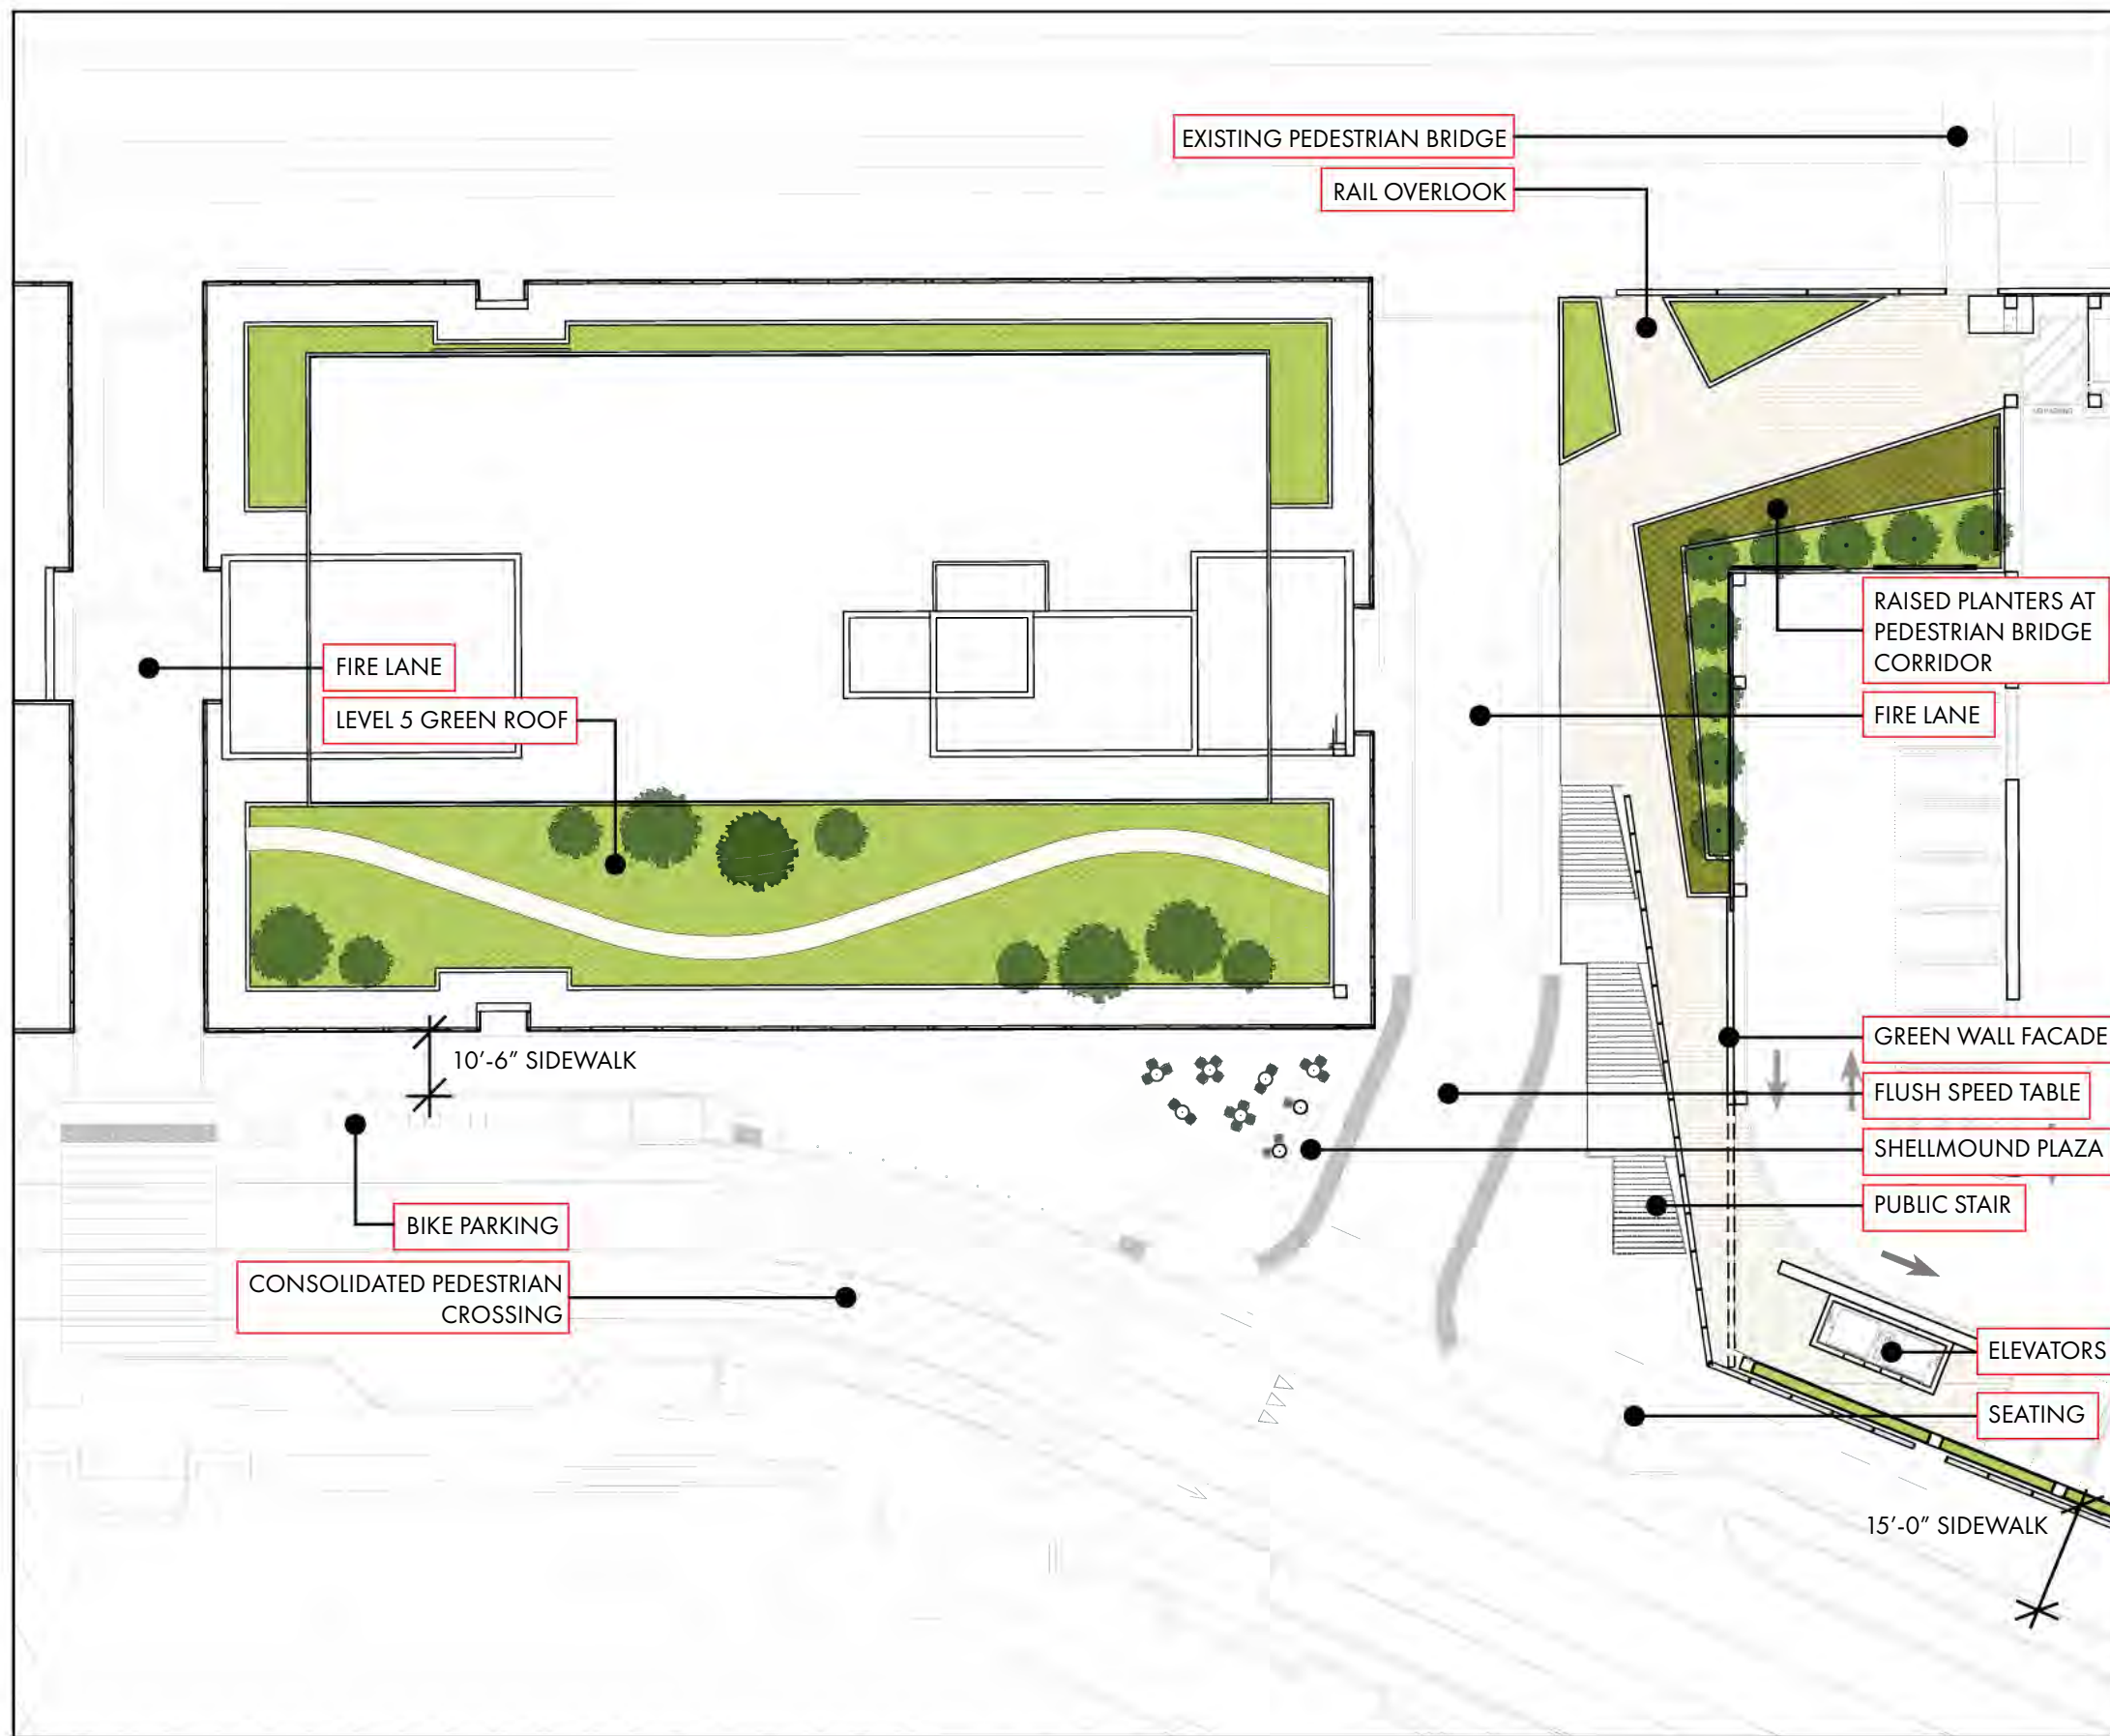 EXISTING PEDESTRIAN BRIDGE
RAIL OVERLOOK
NO PARKING
RAISED PLANTERS AT
PEDESTRIAN BRIDGE
CORRIDOR
FIRE LANE
LEVEL 5 GREEN ROOF
FIRE LANE
10’-6” SIDEWALK
GREEN WALL FACADE
FLUSH SPEED TABLE
SHELLMOUND PLAZA
PUBLIC STAIR
BIKE PARKING
CONSOLIDATED PEDESTRIAN
CROSSING
ELEVATORS
SEATING
15’-0” SIDEWALK